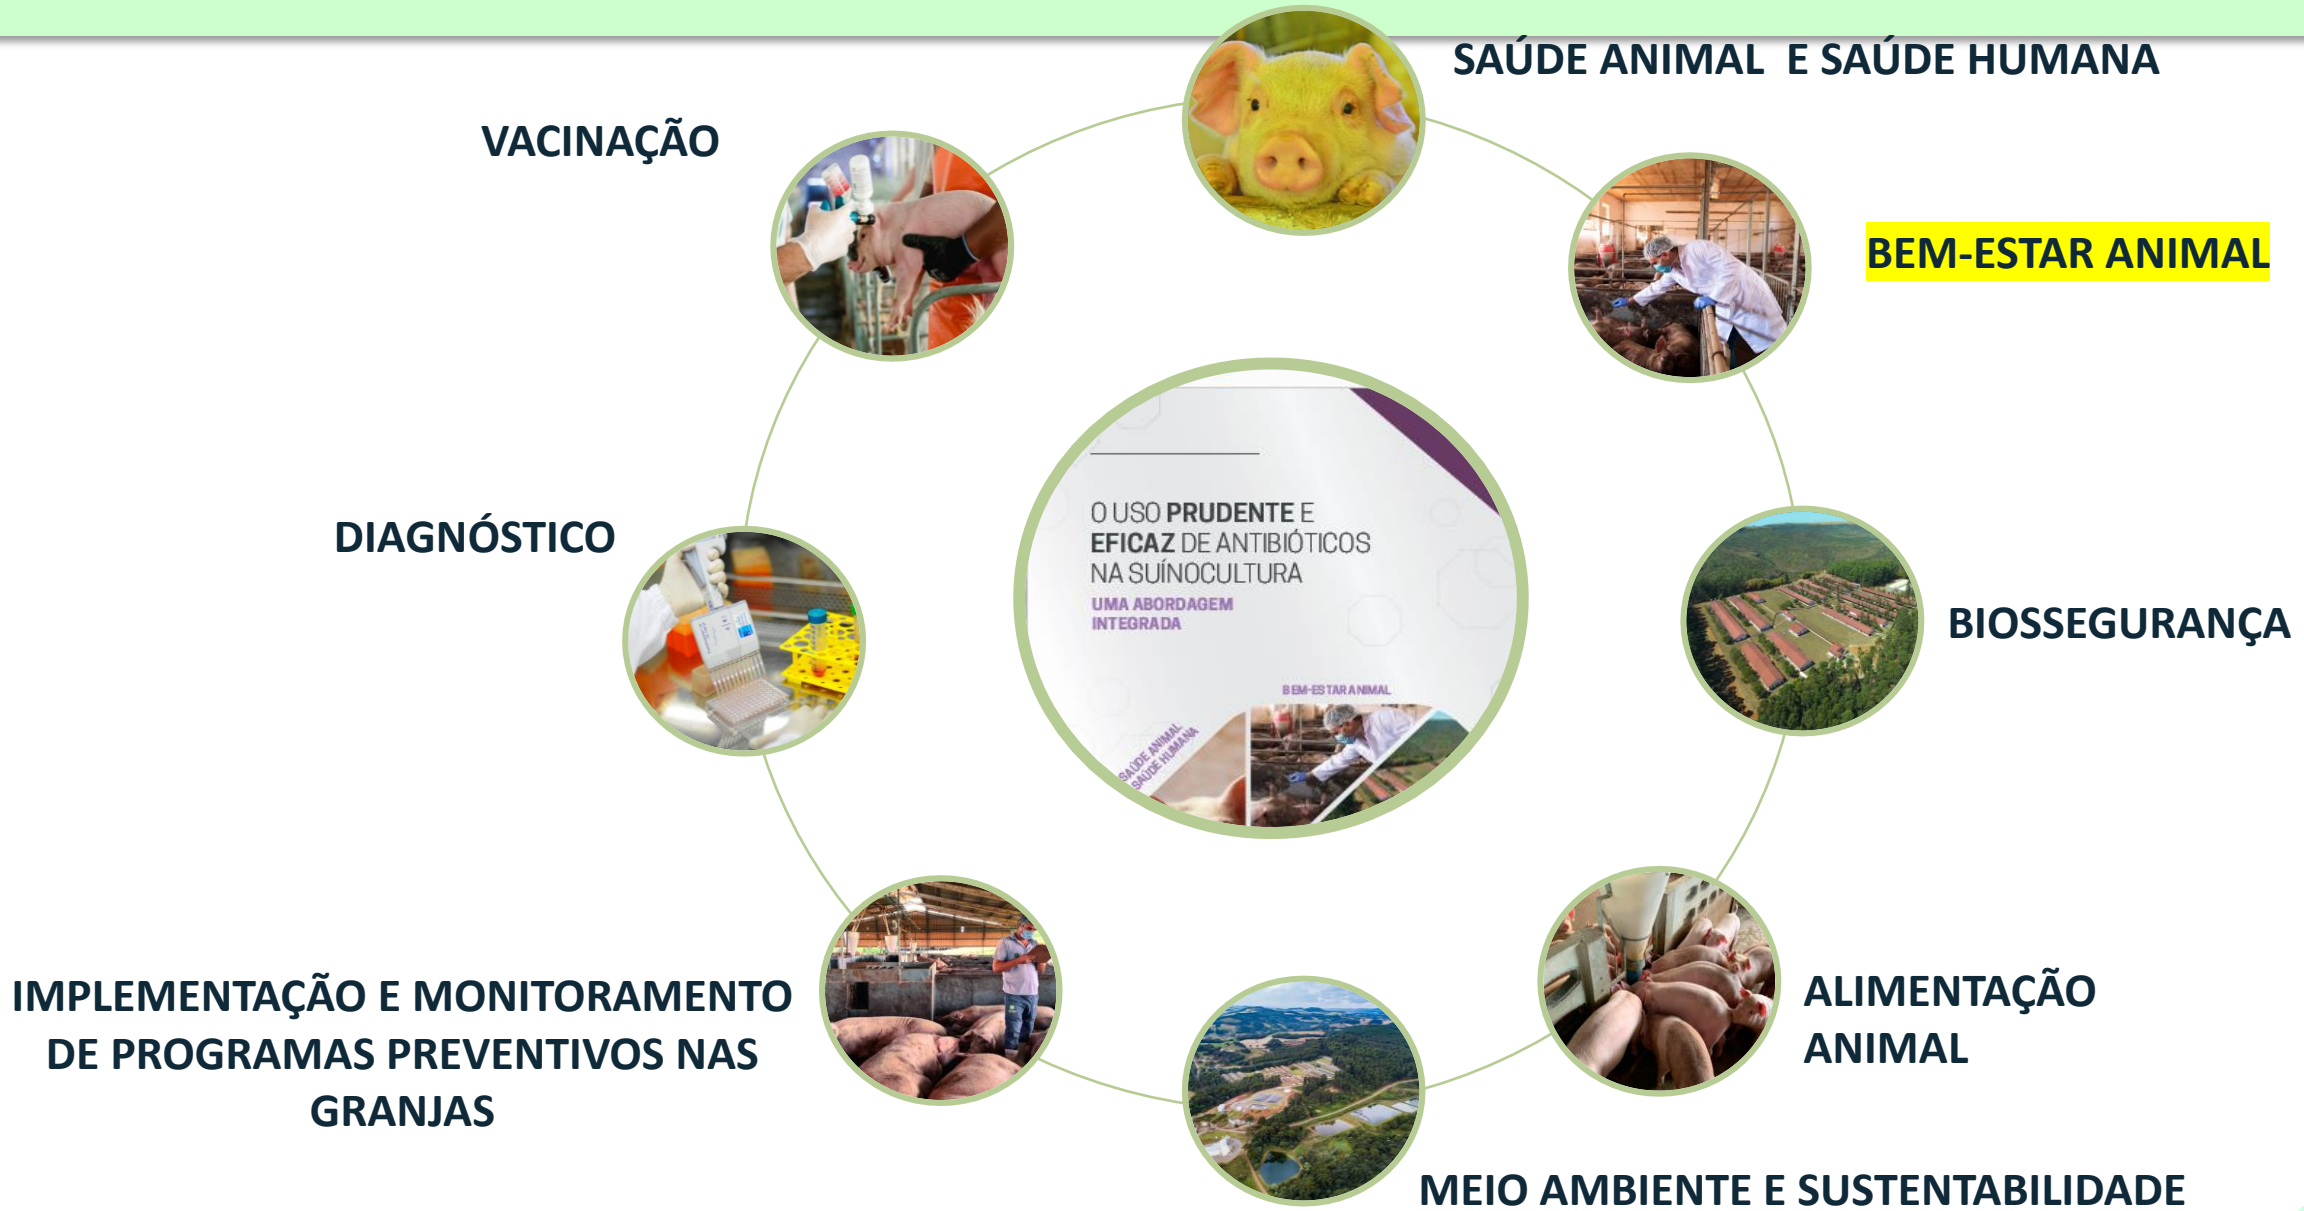 SAÚDE ANIMAL E SAÚDE HUMANA
VACINAÇÃO
BEM-ESTAR ANIMAL
O USO PRUDENTE E
EFICAZ DE ANTIBIÓTICOS
NA SUÍNOCULTURA
UMA ABORDAGEM
INTEGRADA
BEM-ESTAR ANIMAL
SAÚDE ANIMAL
SAÚDE HUMANA
DIAGNÓSTICO
BIOSSEGURANÇA
IMPLEMENTAÇÃO E MONITORAMENTO
DE PROGRAMAS PREVENTIVOS NAS
GRANJAS
ALIMENTAÇÃO
ANIMAL
MEIO AMBIENTE E SUSTENTABILIDADE